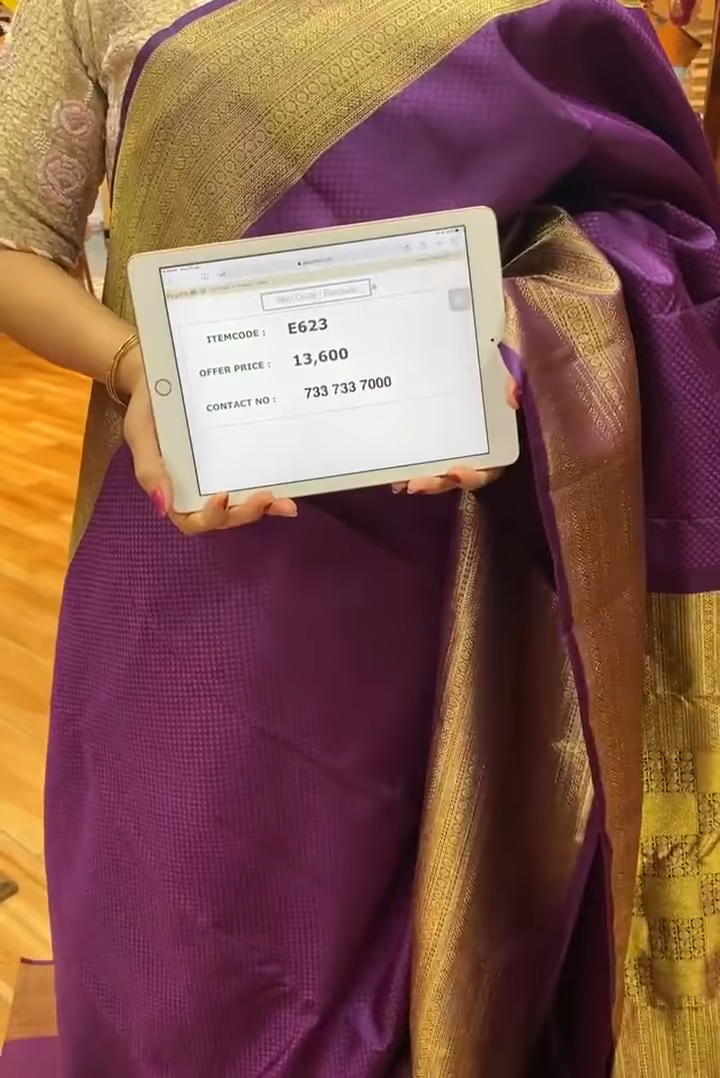 ITEMCODE : E623
OFFER PRICE : 13,600
CONTACT NO : 733 733 7000